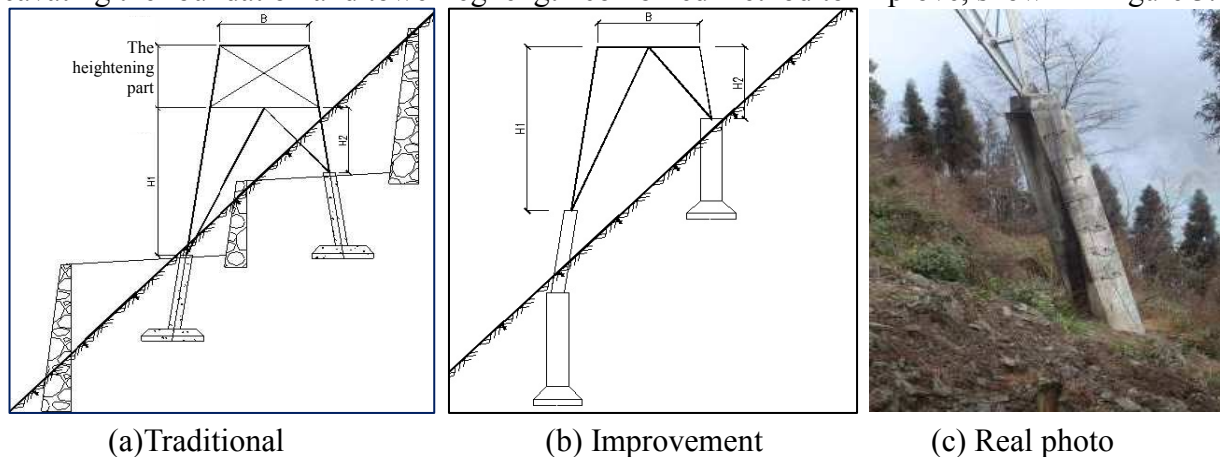 B
The
heightening
part
H1
H2
B
H1
H2
(a)Traditional
(b) Improvement
(c) Real photo